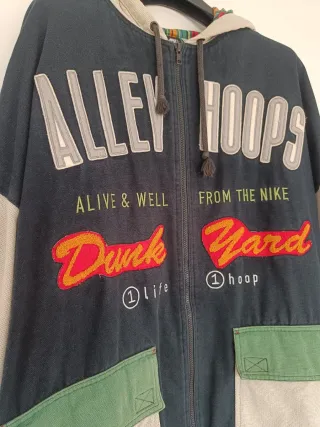 ALLEY HOOPS
ALIVE & WELL FROM THE NIKE
Dunk Yard
1 life 1 hoop